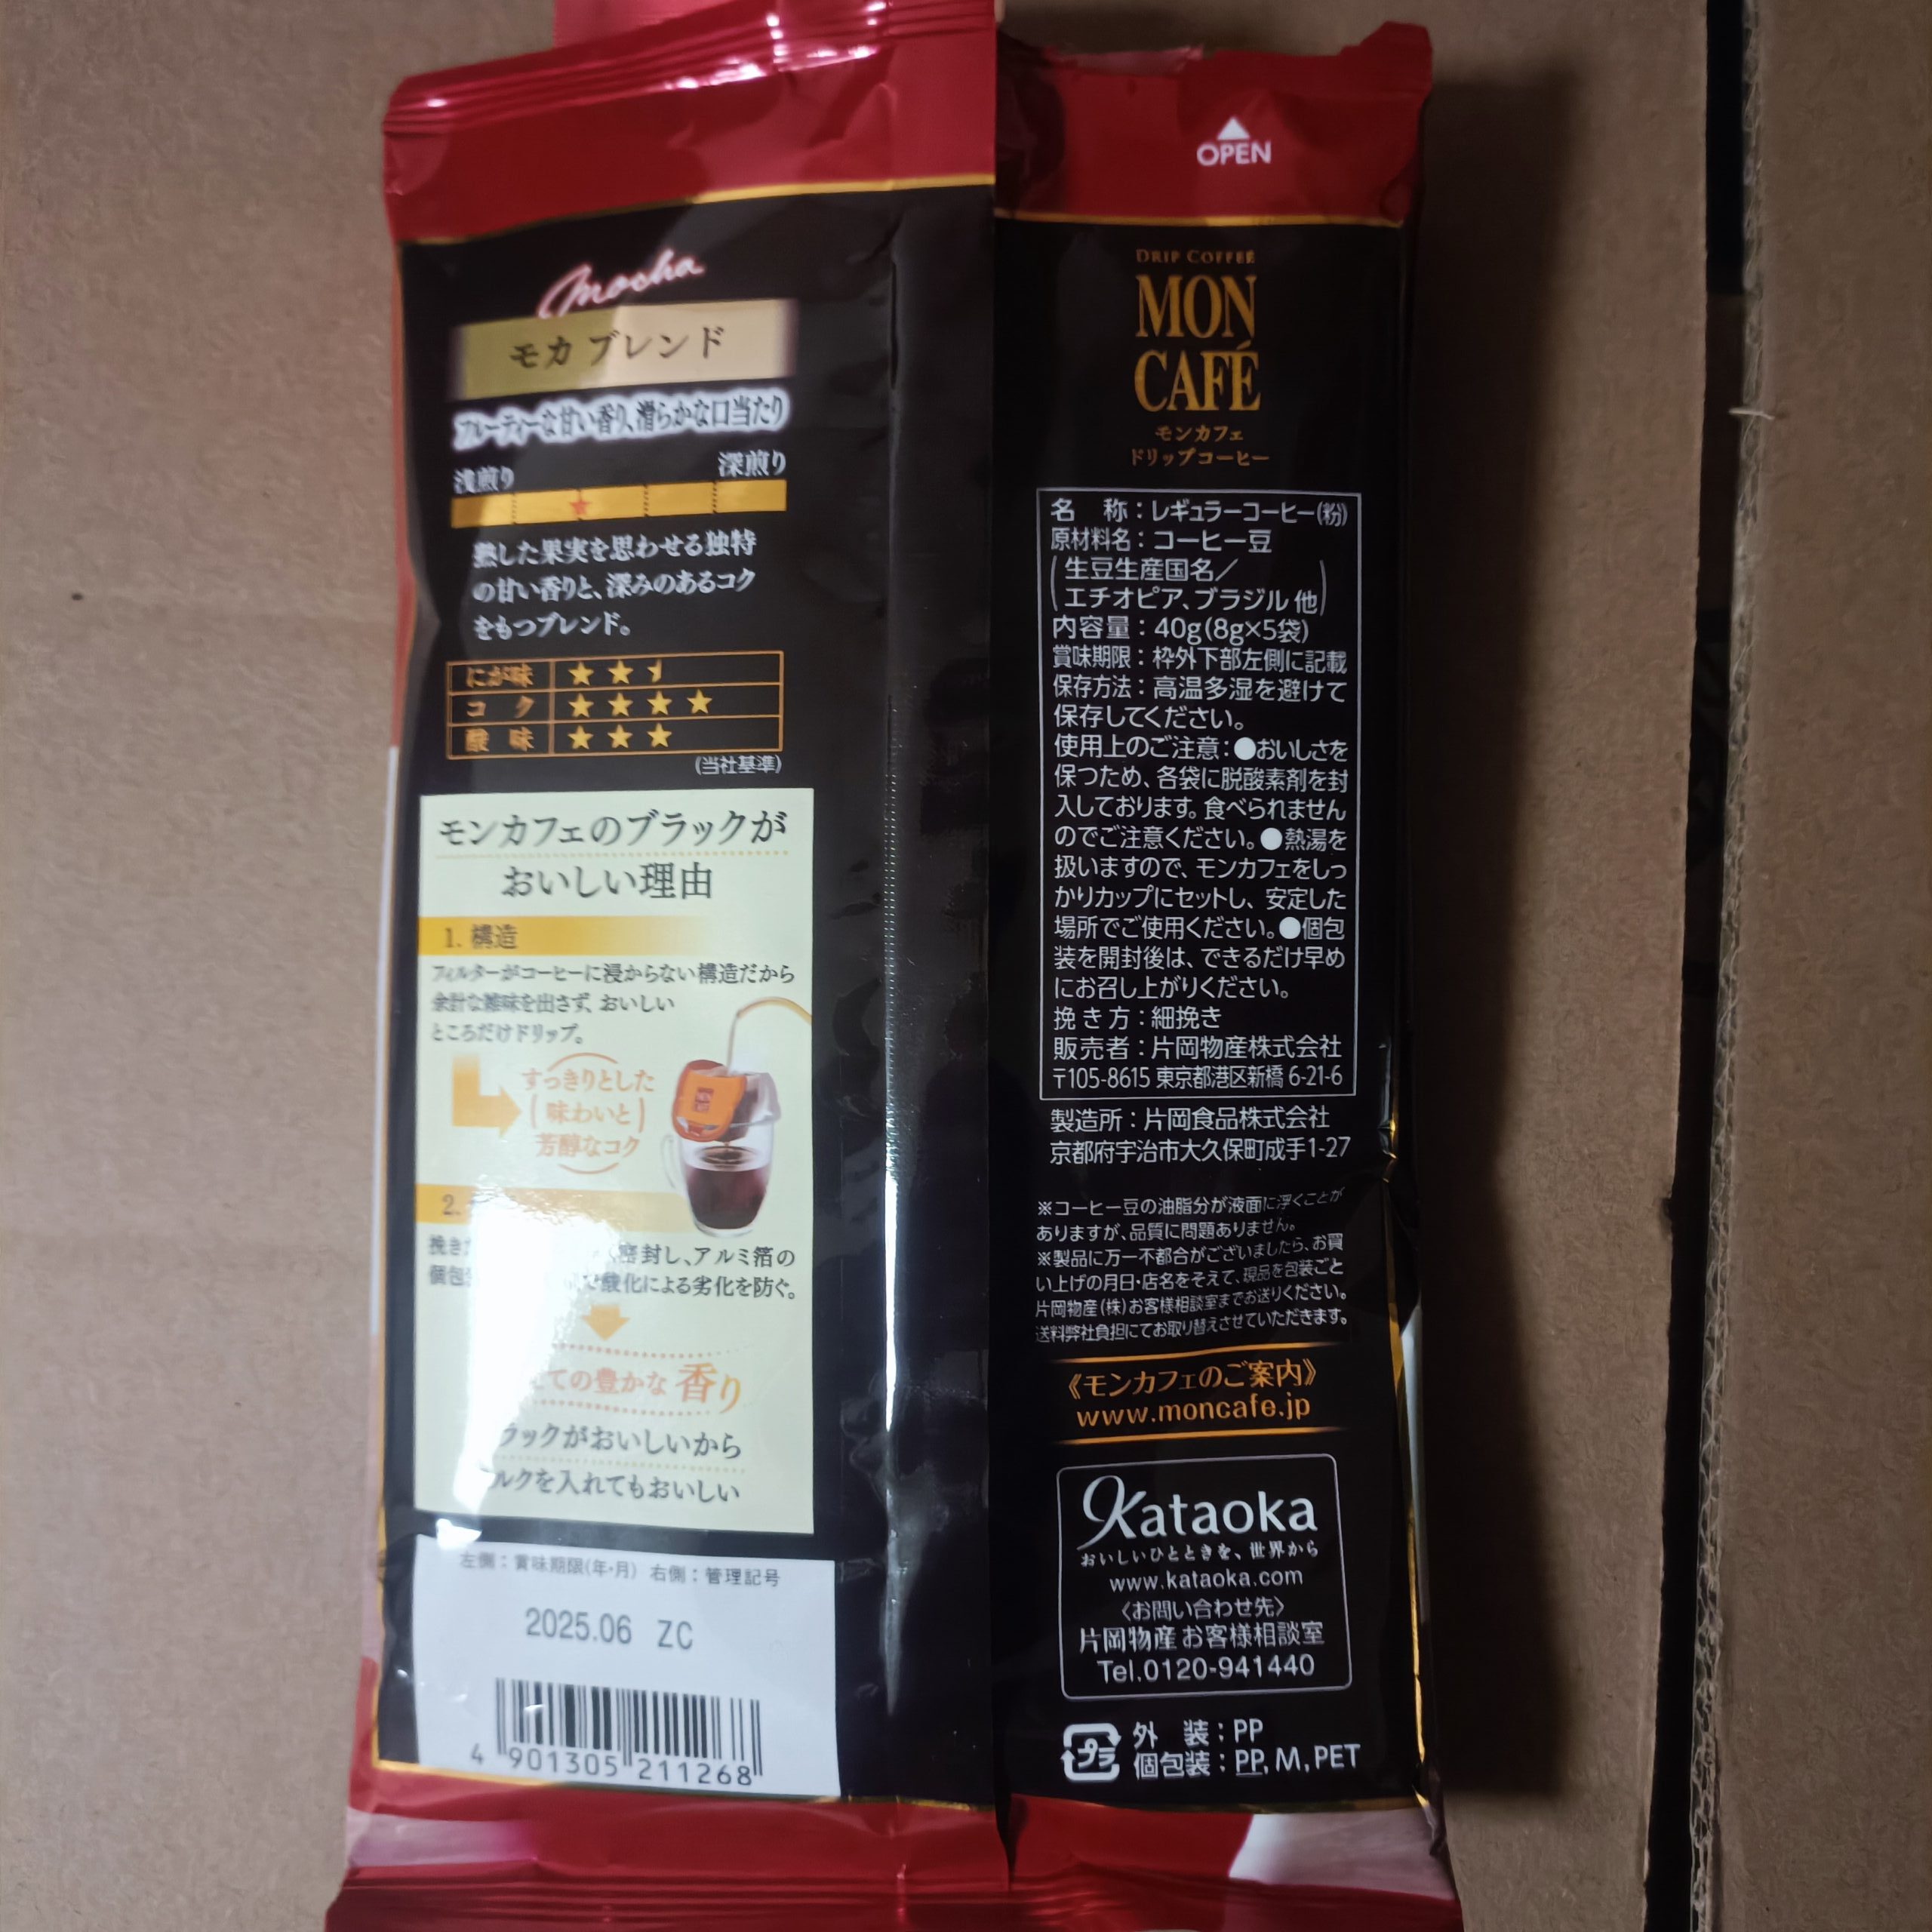 Mocha
モカ ブレンド
フルーティーな甘い香り、滑らかな口当たり
浅煎り 深煎り
熟した果実を思わせる独特
の甘い香りと、深みのあるコク
をもつブレンド。
にが味
コク
酸味
(当社基準)
モンカフェのブラックが
おいしい理由
1. 構造
フィルターがコーヒーに浸からない構造だから
余計な雑味を出さず、おいしい
ところだけドリップ。
すっきりとした
味わいと
芳醇なコク
2.
挽き 密封し、アルミ箔の
個包 酸化による劣化を防ぐ。
ての豊かな香り
ラックがおいしいから
ルクを入れてもおいしい
左側：賞味期限(年・月) 右側：管理記号
2025.06 ZC
4 901305 211268
OPEN
DRIP COFFEE
MON
CAFÉ
モンカフェ
ドリップコーヒー
名 称：レギュラーコーヒー(粉)
原材料名：コーヒー豆
(生豆生産国名／
エチオピア、ブラジル 他)
内容量：40g(8g×5袋)
賞味期限：枠外下部左側に記載
保存方法：高温多湿を避けて
保存してください。
使用上のご注意：●おいしさを
保つため、各袋に脱酸素剤を封
入しております。食べられません
のでご注意ください。●熱湯を
扱いますので、モンカフェをしっ
かりカップにセットし、安定した
場所でご使用ください。●個包
装を開封後は、できるだけ早め
にお召し上がりください。
挽き方：細挽き
販売者：片岡物産株式会社
〒105-8615 東京都港区新橋 6-21-6
製造所：片岡食品株式会社
京都府宇治市大久保町成手1-27
※コーヒー豆の油脂分が液面に浮くことが
ありますが、品質に問題ありません。
※製品に万一不都合がございましたら、お買
い上げの月日・店名をそえて、現品を包装ごと
片岡物産(株)お客様相談室までお送りください。
送料弊社負担にてお取り替えさせていただきます。
《モンカフェのご案内》
www.moncafe.jp
Kataoka
おいしいひとときを、世界から
www.kataoka.com
〈お問い合わせ先〉
片岡物産 お客様相談室
Tel.0120-941440
プラ
外 装：PP
個包装：PP, M, PET